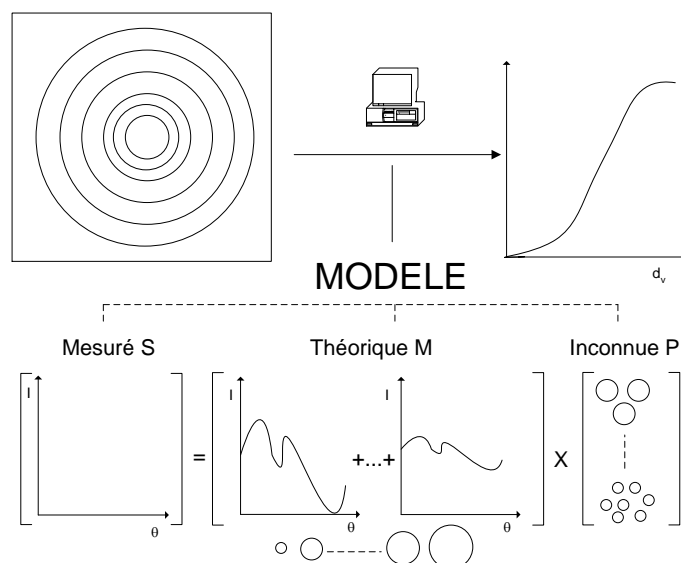 d_v
MODELE
Mesuré S
Théorique M
Inconnue P
I
θ
=
I
θ
+...+
I
θ
X